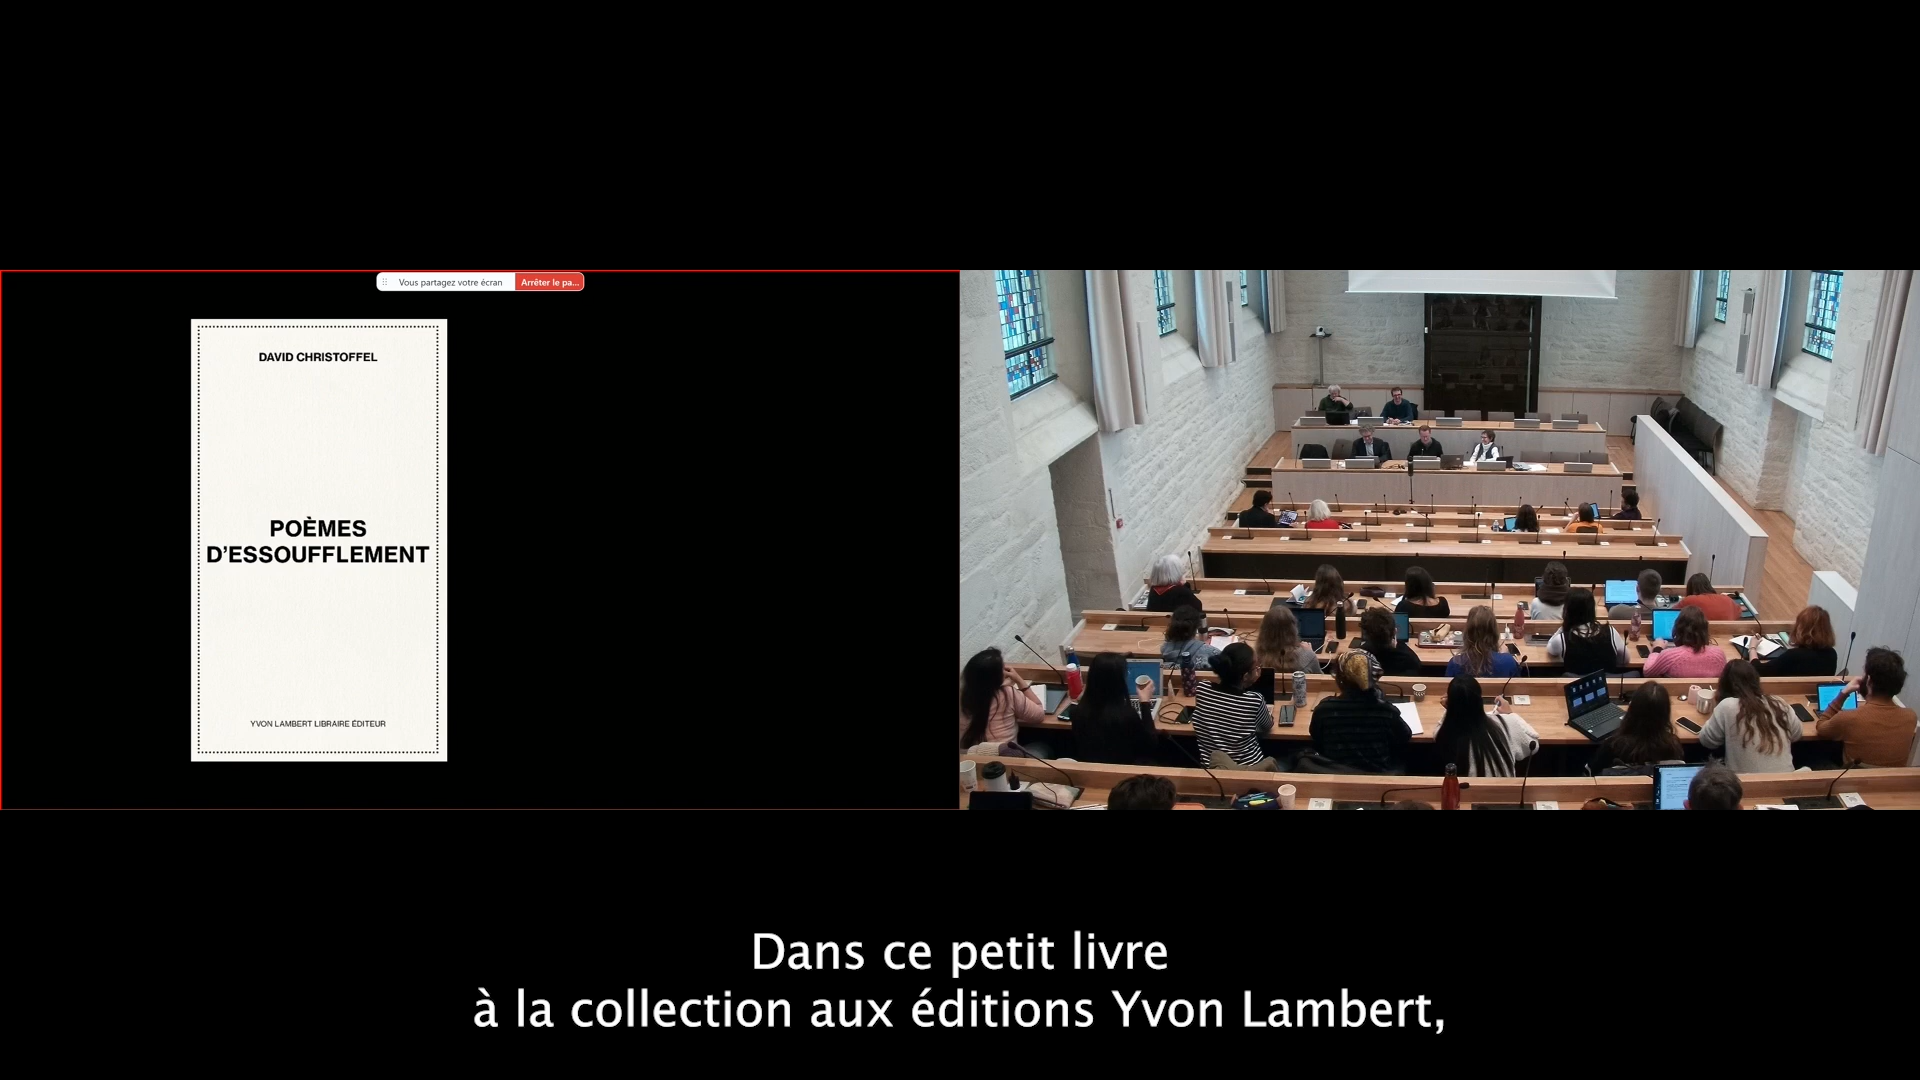 Vous partagez votre écran
Arrêter le pa...
DAVID CHRISTOFFEL
POÈMES
D'ESSOUFFLEMENT
YVON LAMBERT LIBRAIRE ÉDITEUR
Dans ce petit livre
à la collection aux éditions Yvon Lambert,